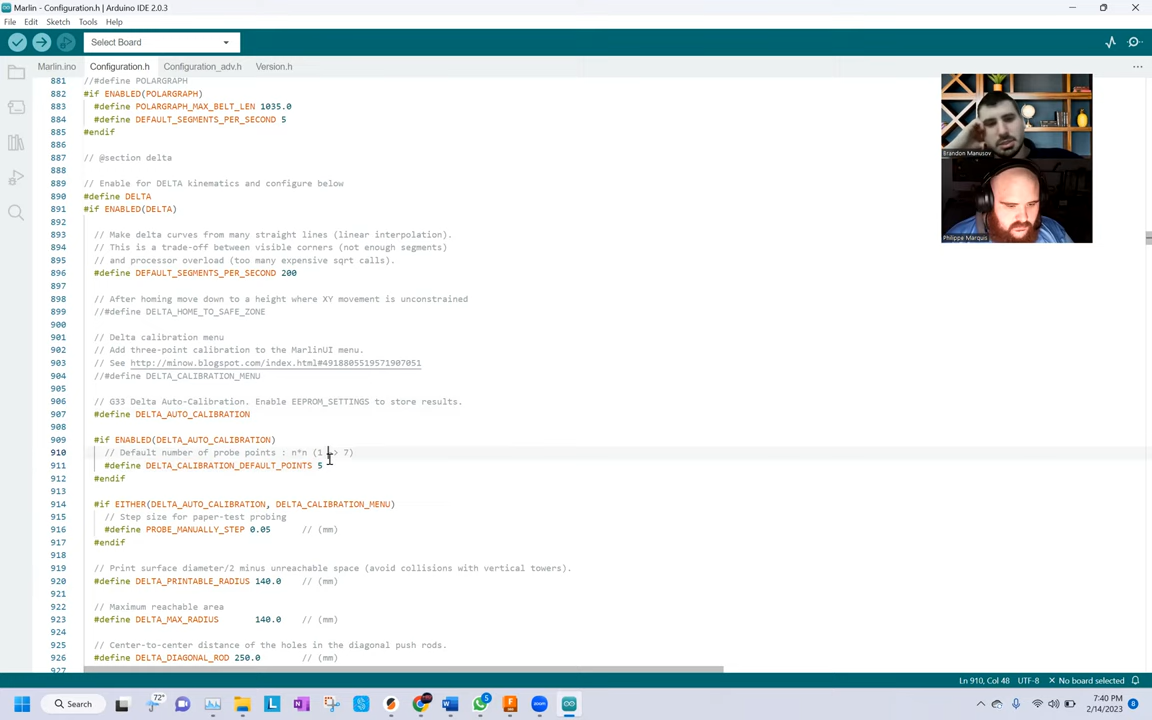 Marlin - Configuration.h | Arduino IDE 2.0.3
File Edit Sketch Tools Help
Select Board
Marlin.ino Configuration.h Configuration_adv.h Version.h
881 //#define POLARGRAPH
882 #if ENABLED(POLARGRAPH)
883 #define POLARGRAPH_MAX_BELT_LEN 1035.0
884 #define DEFAULT_SEGMENTS_PER_SECOND 5
885 #endif
886
887 // @section delta
888
889 // Enable for DELTA kinematics and configure below
890 #define DELTA
891 #if ENABLED(DELTA)
892
893 // Make delta curves from many straight lines (linear interpolation).
894 // This is a trade-off between visible corners (not enough segments)
895 // and processor overload (too many expensive sqrt calls).
896 #define DEFAULT_SEGMENTS_PER_SECOND 200
897
898 // After homing move down to a height where XY movement is unconstrained
899 //#define DELTA_HOME_TO_SAFE_ZONE
900
901 // Delta calibration menu
902 // Add three-point calibration to the MarlinUI menu.
903 // See http://minow.blogspot.com/index.html#4918805519571907051
904 //#define DELTA_CALIBRATION_MENU
905
906 // G33 Delta Auto-Calibration. Enable EEPROM_SETTINGS to store results.
907 #define DELTA_AUTO_CALIBRATION
908
909 #if ENABLED(DELTA_AUTO_CALIBRATION)
910 // Default number of probe points : n*n (1 -> 7)
911 #define DELTA_CALIBRATION_DEFAULT_POINTS 5
912 #endif
913
914 #if EITHER(DELTA_AUTO_CALIBRATION, DELTA_CALIBRATION_MENU)
915 // Step size for paper-test probing
916 #define PROBE_MANUALLY_STEP 0.05 // (mm)
917 #endif
918
919 // Print surface diameter/2 minus unreachable space (avoid collisions with vertical towers).
920 #define DELTA_PRINTABLE_RADIUS 140.0 // (mm)
921
922 // Maximum reachable area
923 #define DELTA_MAX_RADIUS 140.0 // (mm)
924
925 // Center-to-center distance of the holes in the diagonal push rods.
926 #define DELTA_DIAGONAL_ROD 250.0 // (mm)
927
Brandon Manusov
Philippe Marquis
Ln 910, Col 48 UTF-8 No board selected
Search
72°
5
7:40 PM
2/14/2023
8